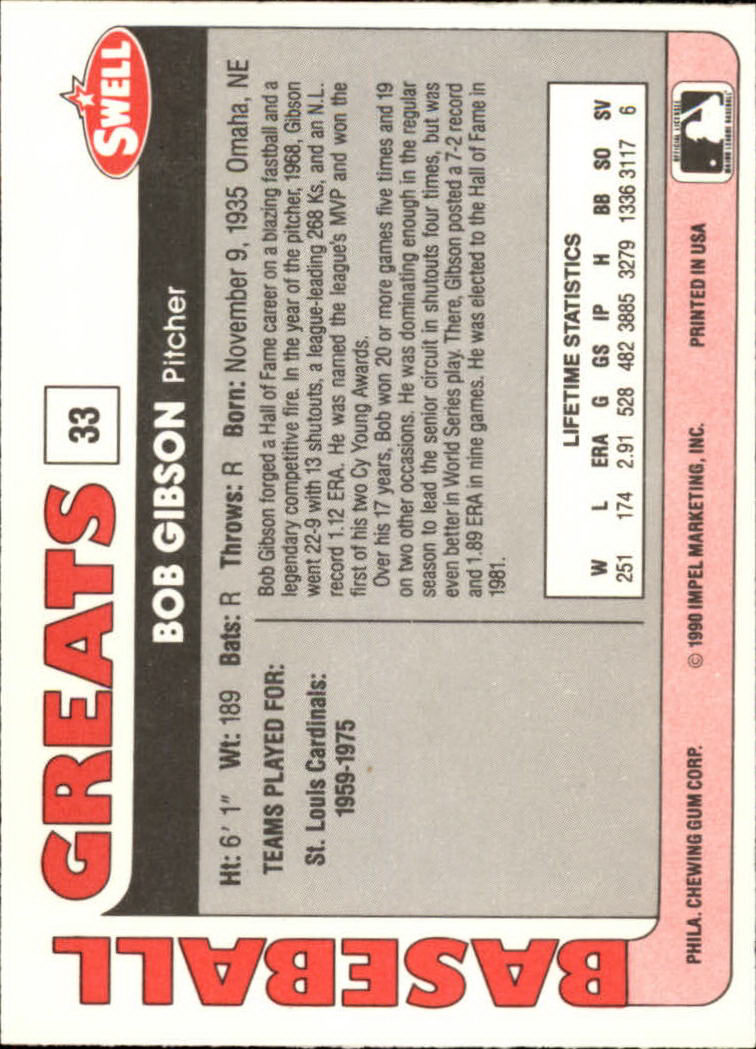 BASEBALL
GREATS
33
SWELL
BOB GIBSON Pitcher
Ht: 6' 1" Wt: 189 Bats: R Throws: R Born: November 9, 1935 Omaha, NE
TEAMS PLAYED FOR:
St. Louis Cardinals:
1959-1975
Bob Gibson forged a Hall of Fame career on a blazing fastball and a
legendary competitive fire. In the year of the pitcher, 1968, Gibson
went 22-9 with 13 shutouts, a league-leading 268 Ks, and an N.L.
record 1.12 ERA. He was named the league's MVP and won the
first of his two Cy Young Awards.
Over his 17 years, Bob won 20 or more games five times and 19
on two other occasions. He was dominating enough in the regular
season to lead the senior circuit in shutouts four times, but was
even better in World Series play. There, Gibson posted a 7-2 record
and 1.89 ERA in nine games. He was elected to the Hall of Fame in
1981.
LIFETIME STATISTICS
W L ERA G GS IP H BB SO SV
251 174 2.91 528 482 3885 3279 1336 3117 6
PHILA. CHEWING GUM CORP. © 1990 IMPEL MARKETING, INC. PRINTED IN USA
OFFICIAL LICENSEE
MAJOR LEAGUE BASEBALL